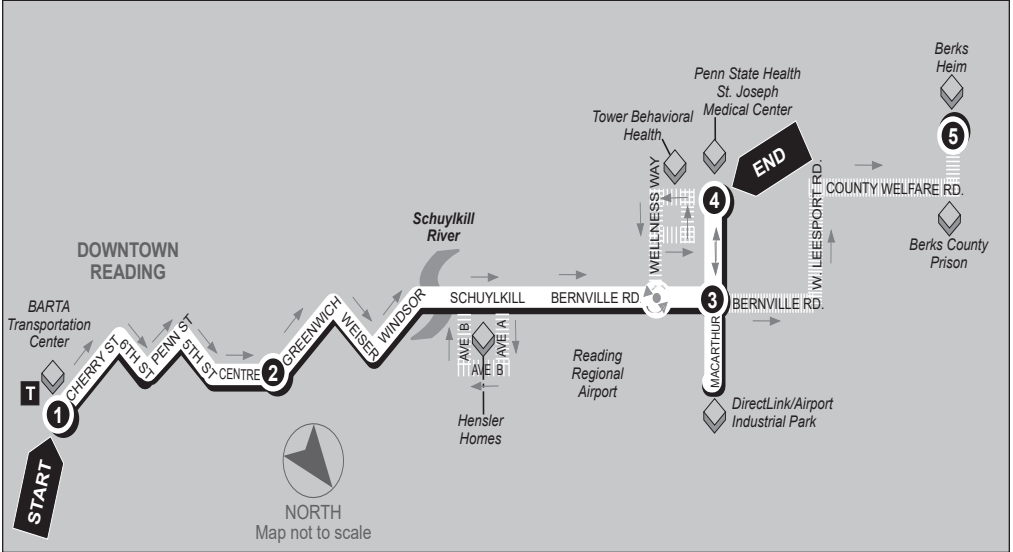 Berks
Heim
5
Penn State Health
St. Joseph
Medical Center
Tower Behavioral
Health
END
4
WELLNESS WAY
W. LEESPORT RD.
COUNTY WELFARE RD.
Berks County
Prison
Schuylkill
River
DOWNTOWN
READING
BARTA
Transportation
Center
T
1
START
CHERRY ST
6TH ST
PENN ST
5TH ST
CENTRE
2
GREENWICH
WEISER
WINDSOR
SCHUYLKILL
BERNVILLE RD.
3
BERNVILLE RD.
AVE B
AVE A
AVE B
Hensler
Homes
Reading
Regional
Airport
MACARTHUR
DirectLink/Airport
Industrial Park
NORTH
Map not to scale